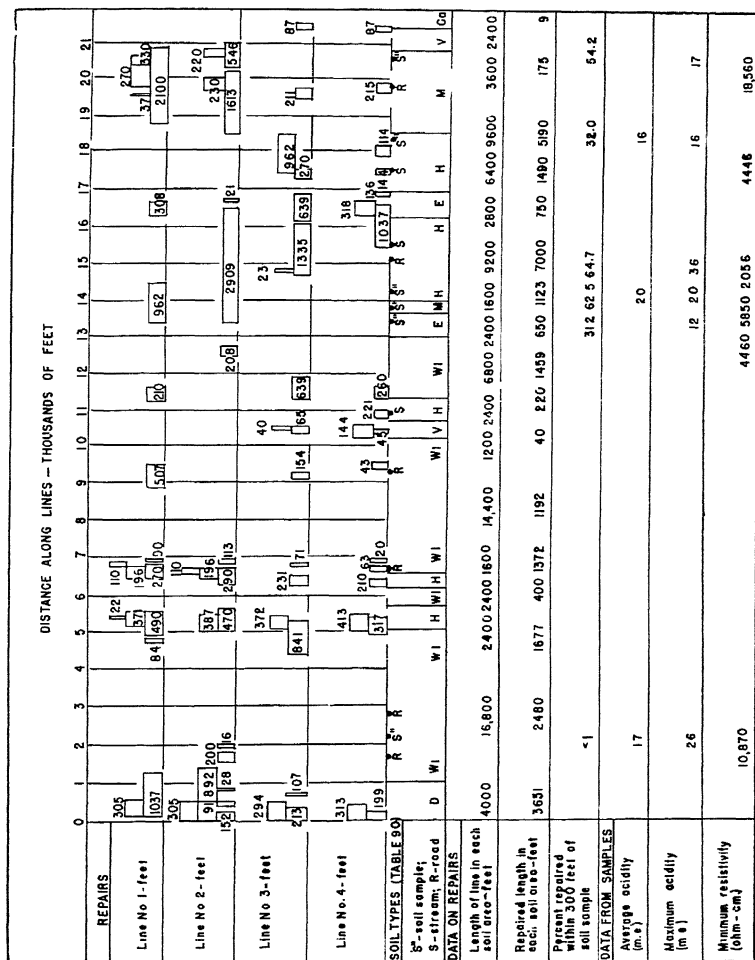 DISTANCE ALONG LINES – THOUSANDS OF FEET
0 1 2 3 4 5 6 7 8 9 10 11 12 13 14 15 16 17 18 19 20 21
REPAIRS
Line No 1-feet
305 1037 84 490 371 22 110 196 270 90 507 210 962 308 37 2100 270 330
Line No 2-feet
305 152 91 892 28 200 16 387 470 110 196 290 113 208 2909 21 1613 230 220 546
Line No 3-feet
294 213 107 841 372 231 71 154 40 65 639 23 1335 639 270 962 211 87
Line No. 4-feet
313 199 413 317 210 63 20 43 144 45 221 260 1037 318 136 114 215 87
SOIL TYPES (TABLE 90)
S"-soil sample;
S-stream; R-road
D WI R S" R WI H WI H R WI R WI V H S WI E S" M S" H S" R S H E H S" S" M R S" V Ca
DATA ON REPAIRS
Length of line in each
soil area-feet
4000 16,800 2400 2400 1600 14,400 1200 2400 6800 2400 1600 9200 2800 6400 9600 3600 2400
Repaired length in
each soil area-feet
3651 2480 1677 400 1372 1192 40 220 1459 650 1123 7000 750 1490 5190 175 9
Percent repaired
within 300 feet of
soil sample
<1 312 62 5 64.7 32.0 54.2
DATA FROM SAMPLES
Average acidity
(m.e)
17 20 16
Maximum acidity
(m e)
26 12 20 36 16 17
Minimum resistivity
(ohm-cm)
10,870 4460 5850 2056 4446 18,560